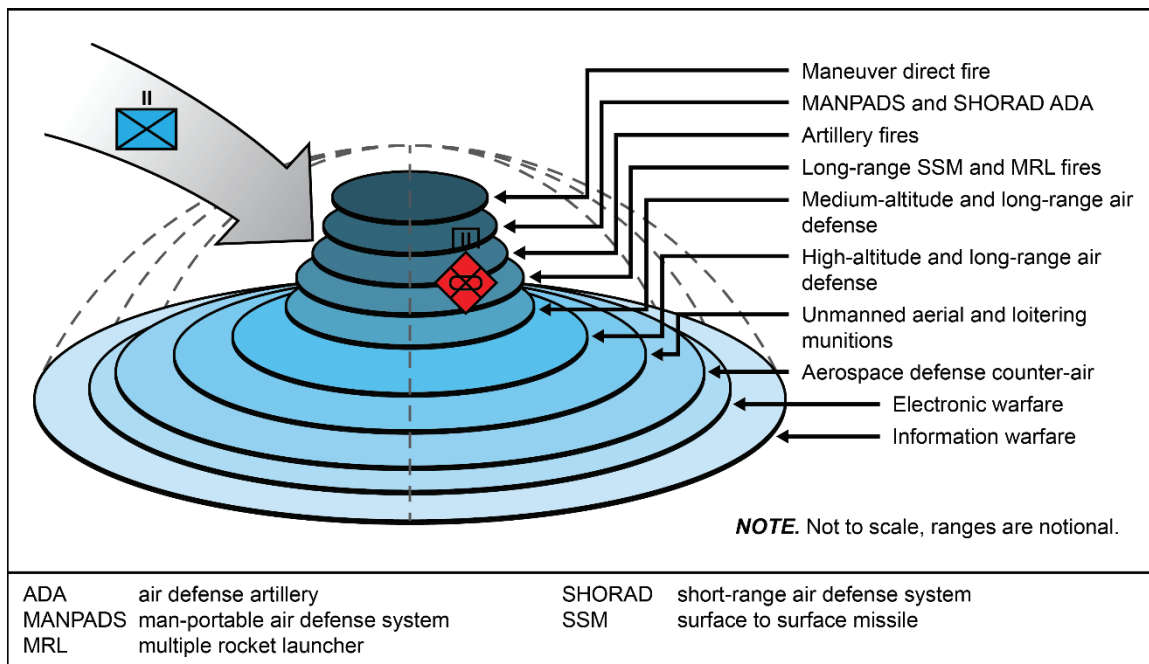 II
Maneuver direct fire
MANPADS and SHORAD ADA
Artillery fires
Long-range SSM and MRL fires
Medium-altitude and long-range air
defense
High-altitude and long-range air
defense
Unmanned aerial and loitering
munitions
Aerospace defense counter-air
Electronic warfare
Information warfare
II
NOTE. Not to scale, ranges are notional.
ADA air defense artillery
MANPADS man-portable air defense system
MRL multiple rocket launcher
SHORAD short-range air defense system
SSM surface to surface missile